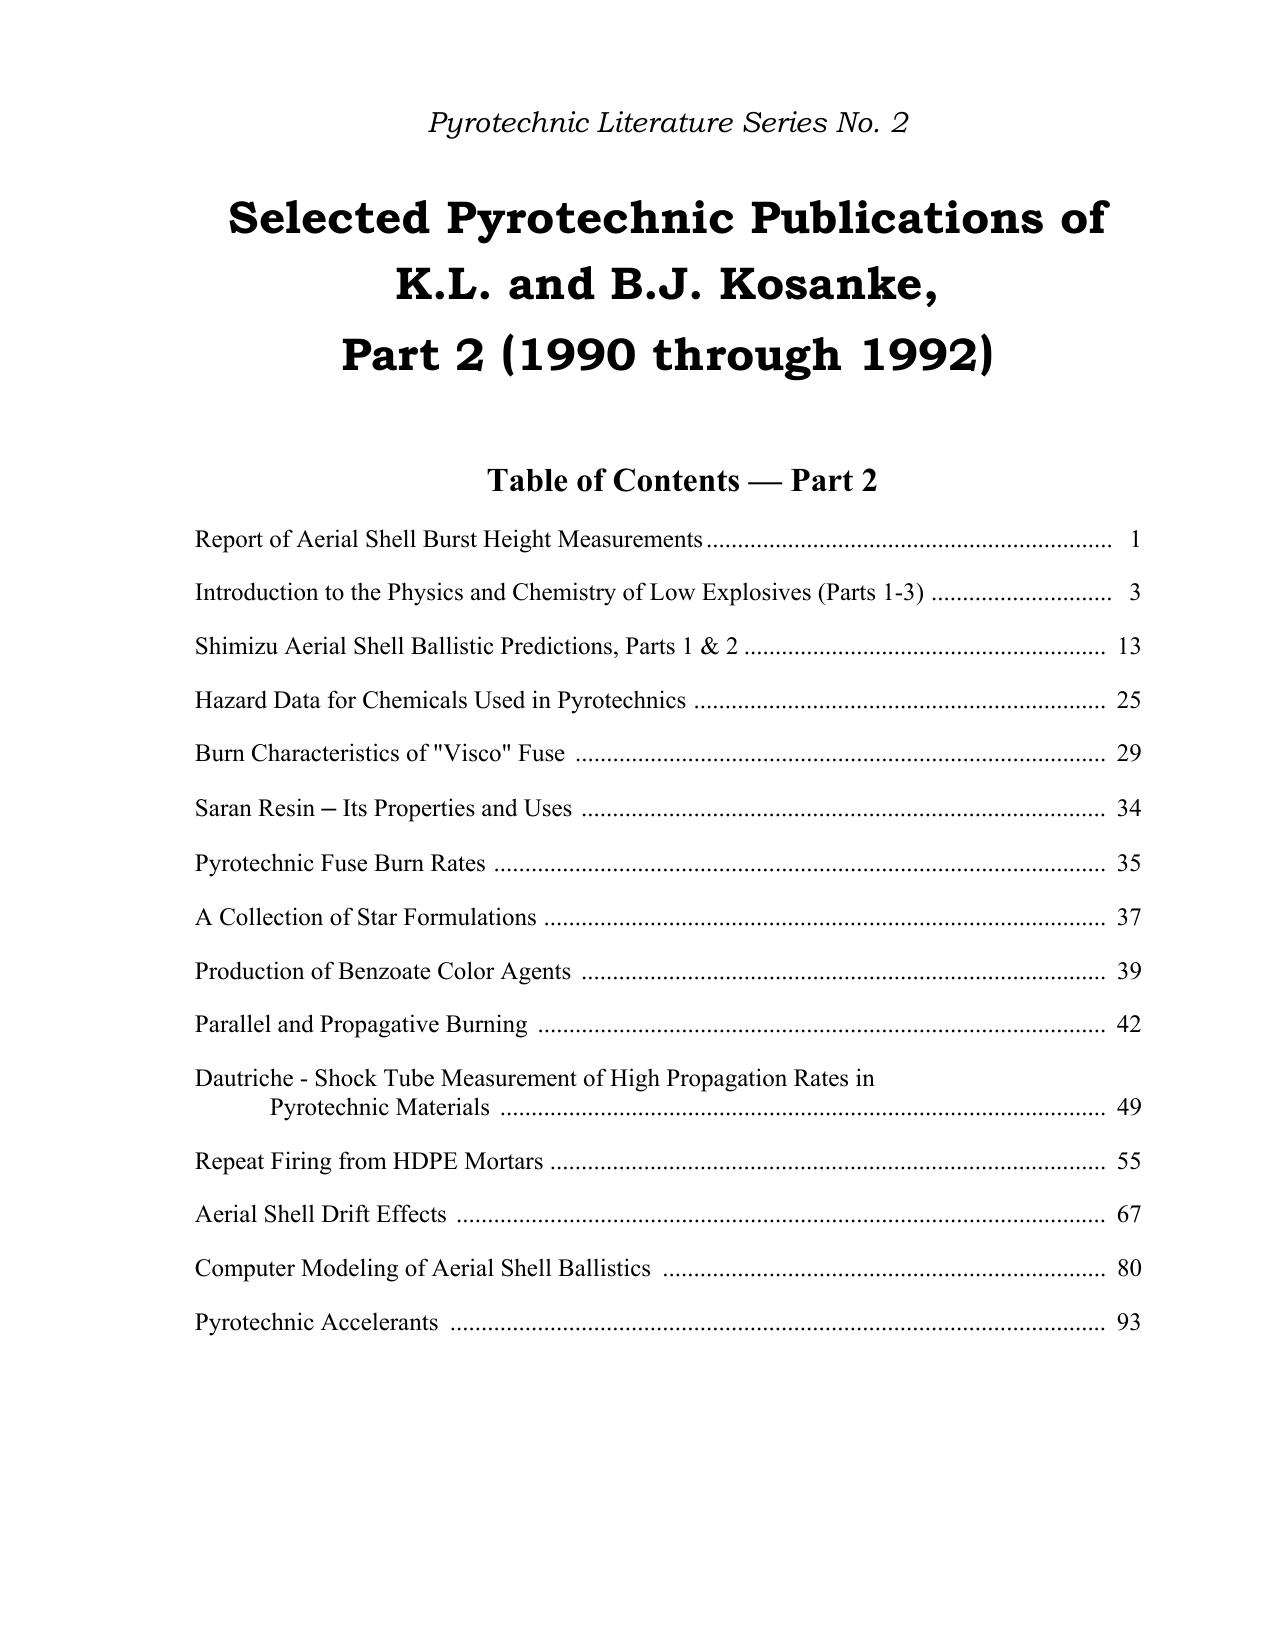 Pyrotechnic Literature Series No. 2
Selected Pyrotechnic Publications of
K.L. and B.J. Kosanke,
Part 2 (1990 through 1992)
Table of Contents — Part 2
Report of Aerial Shell Burst Height Measurements ................................................................. 1
Introduction to the Physics and Chemistry of Low Explosives (Parts 1-3) ............................. 3
Shimizu Aerial Shell Ballistic Predictions, Parts 1 & 2 .......................................................... 13
Hazard Data for Chemicals Used in Pyrotechnics .................................................................. 25
Burn Characteristics of "Visco" Fuse ..................................................................................... 29
Saran Resin – Its Properties and Uses .................................................................................... 34
Pyrotechnic Fuse Burn Rates .................................................................................................. 35
A Collection of Star Formulations .......................................................................................... 37
Production of Benzoate Color Agents .................................................................................... 39
Parallel and Propagative Burning ........................................................................................... 42
Dautriche - Shock Tube Measurement of High Propagation Rates in
Pyrotechnic Materials ................................................................................................. 49
Repeat Firing from HDPE Mortars ......................................................................................... 55
Aerial Shell Drift Effects ........................................................................................................ 67
Computer Modeling of Aerial Shell Ballistics ....................................................................... 80
Pyrotechnic Accelerants ......................................................................................................... 93